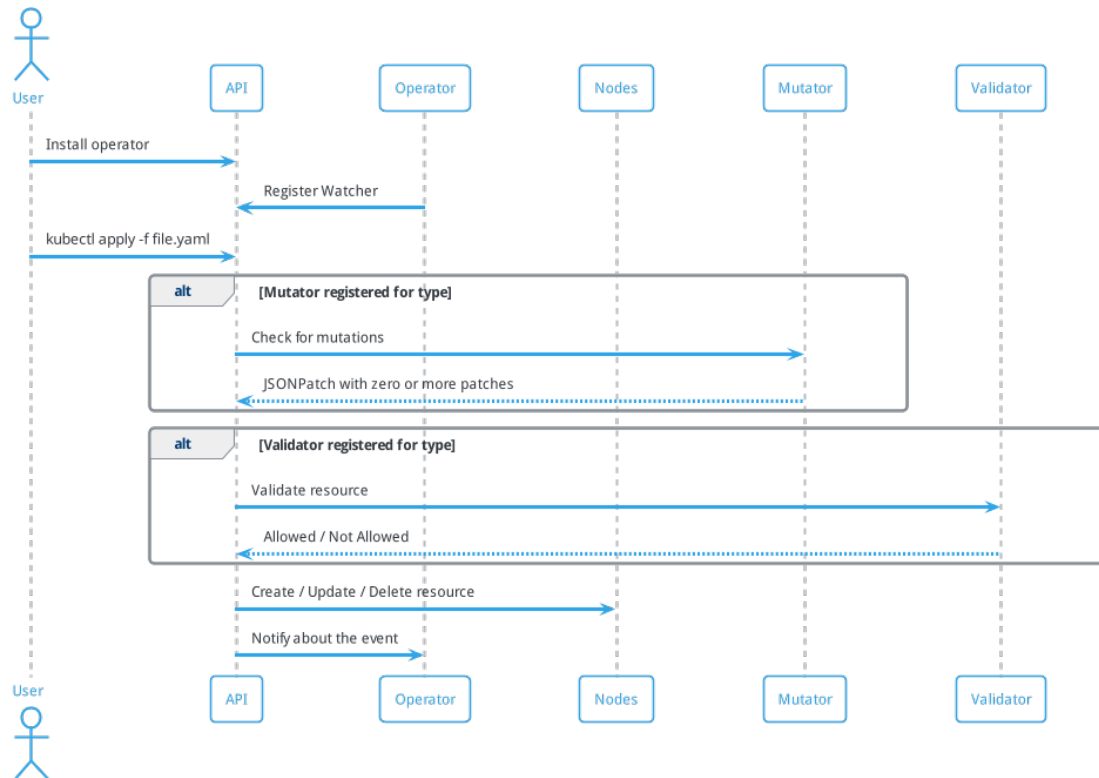 User
API
Operator
Nodes
Mutator
Validator
Install operator
Register Watcher
kubectl apply -f file.yaml
alt
[Mutator registered for type]
Check for mutations
JSONPatch with zero or more patches
alt
[Validator registered for type]
Validate resource
Allowed / Not Allowed
Create / Update / Delete resource
Notify about the event
User
API
Operator
Nodes
Mutator
Validator